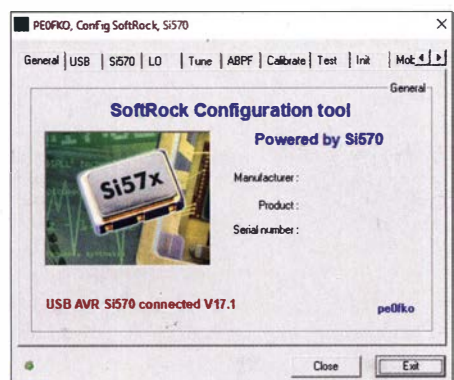 PE0FKO, Config SoftRock, Si570
General USB Si570 LO Tune ABPF Calibrate Test Init Mob
General
SoftRock Configuration tool
Powered by Si570
Si57x
Manufacturer :
Product :
Serial number :
USB AVR Si570 connected V17.1
pe0fko
Close Exit